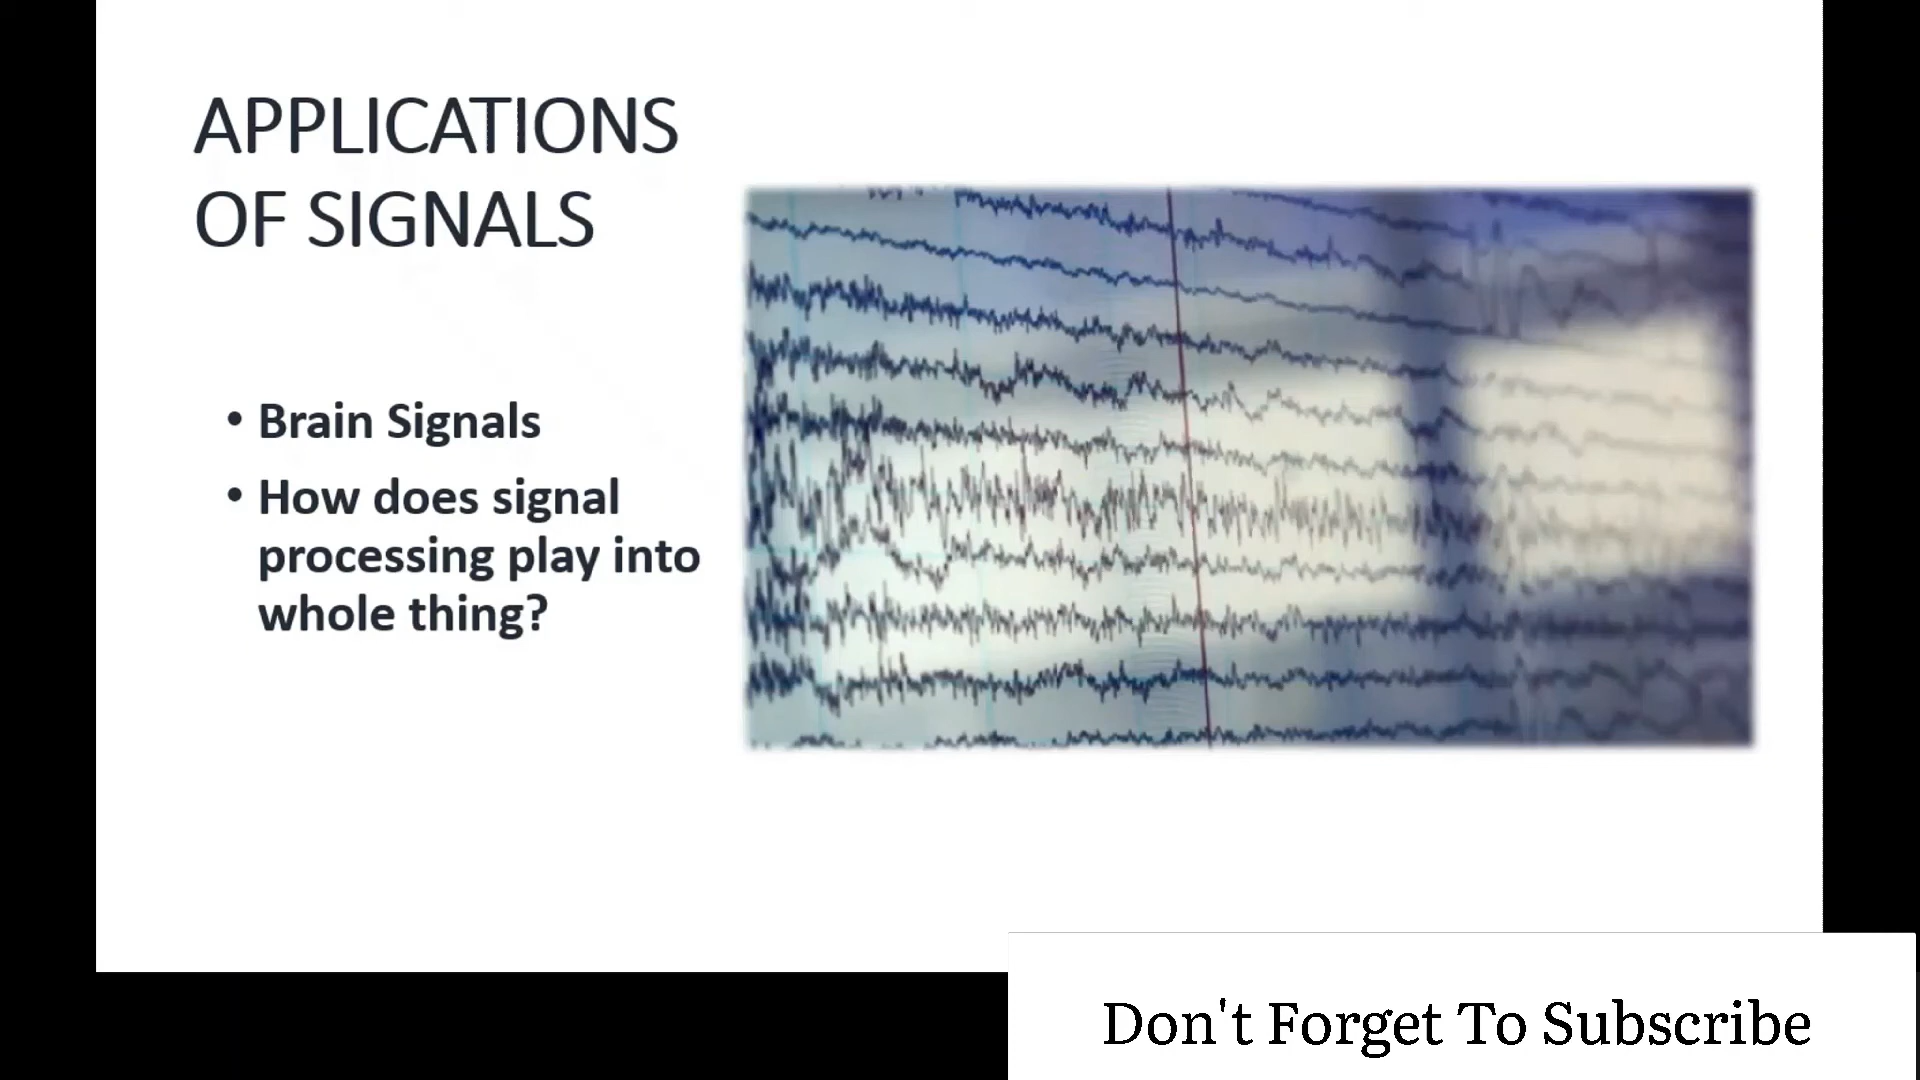 APPLICATIONS
OF SIGNALS
• Brain Signals
• How does signal
processing play into
whole thing?
Don't Forget To Subscribe